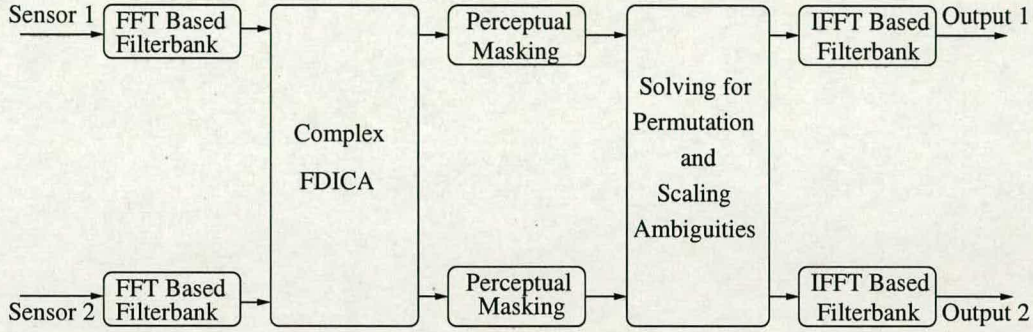 Sensor 1
FFT Based
Filterbank
Complex
FDICA
Perceptual
Masking
Solving for
Permutation
and
Scaling
Ambiguities
IFFT Based
Filterbank
Output 1
Sensor 2
FFT Based
Filterbank
Perceptual
Masking
IFFT Based
Filterbank
Output 2